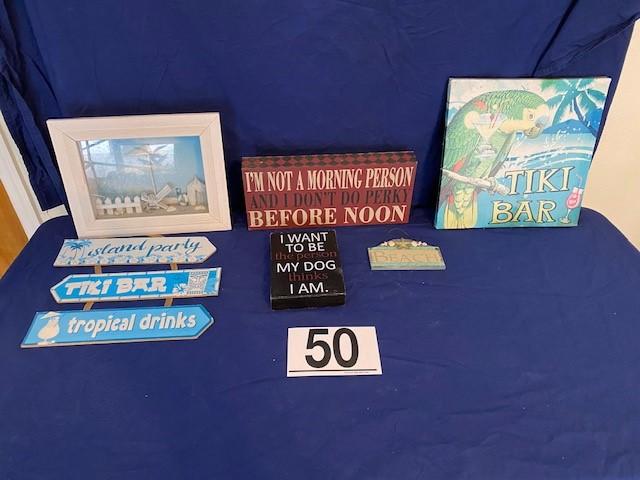 I'M NOT A MORNING PERSON
AND I DON'T DO PERKY
BEFORE NOON
TIKI
BAR
island party
TIKI BAR
tropical drinks
I WANT
TO BE
the person
MY DOG
thinks
I AM.
BEACH
50